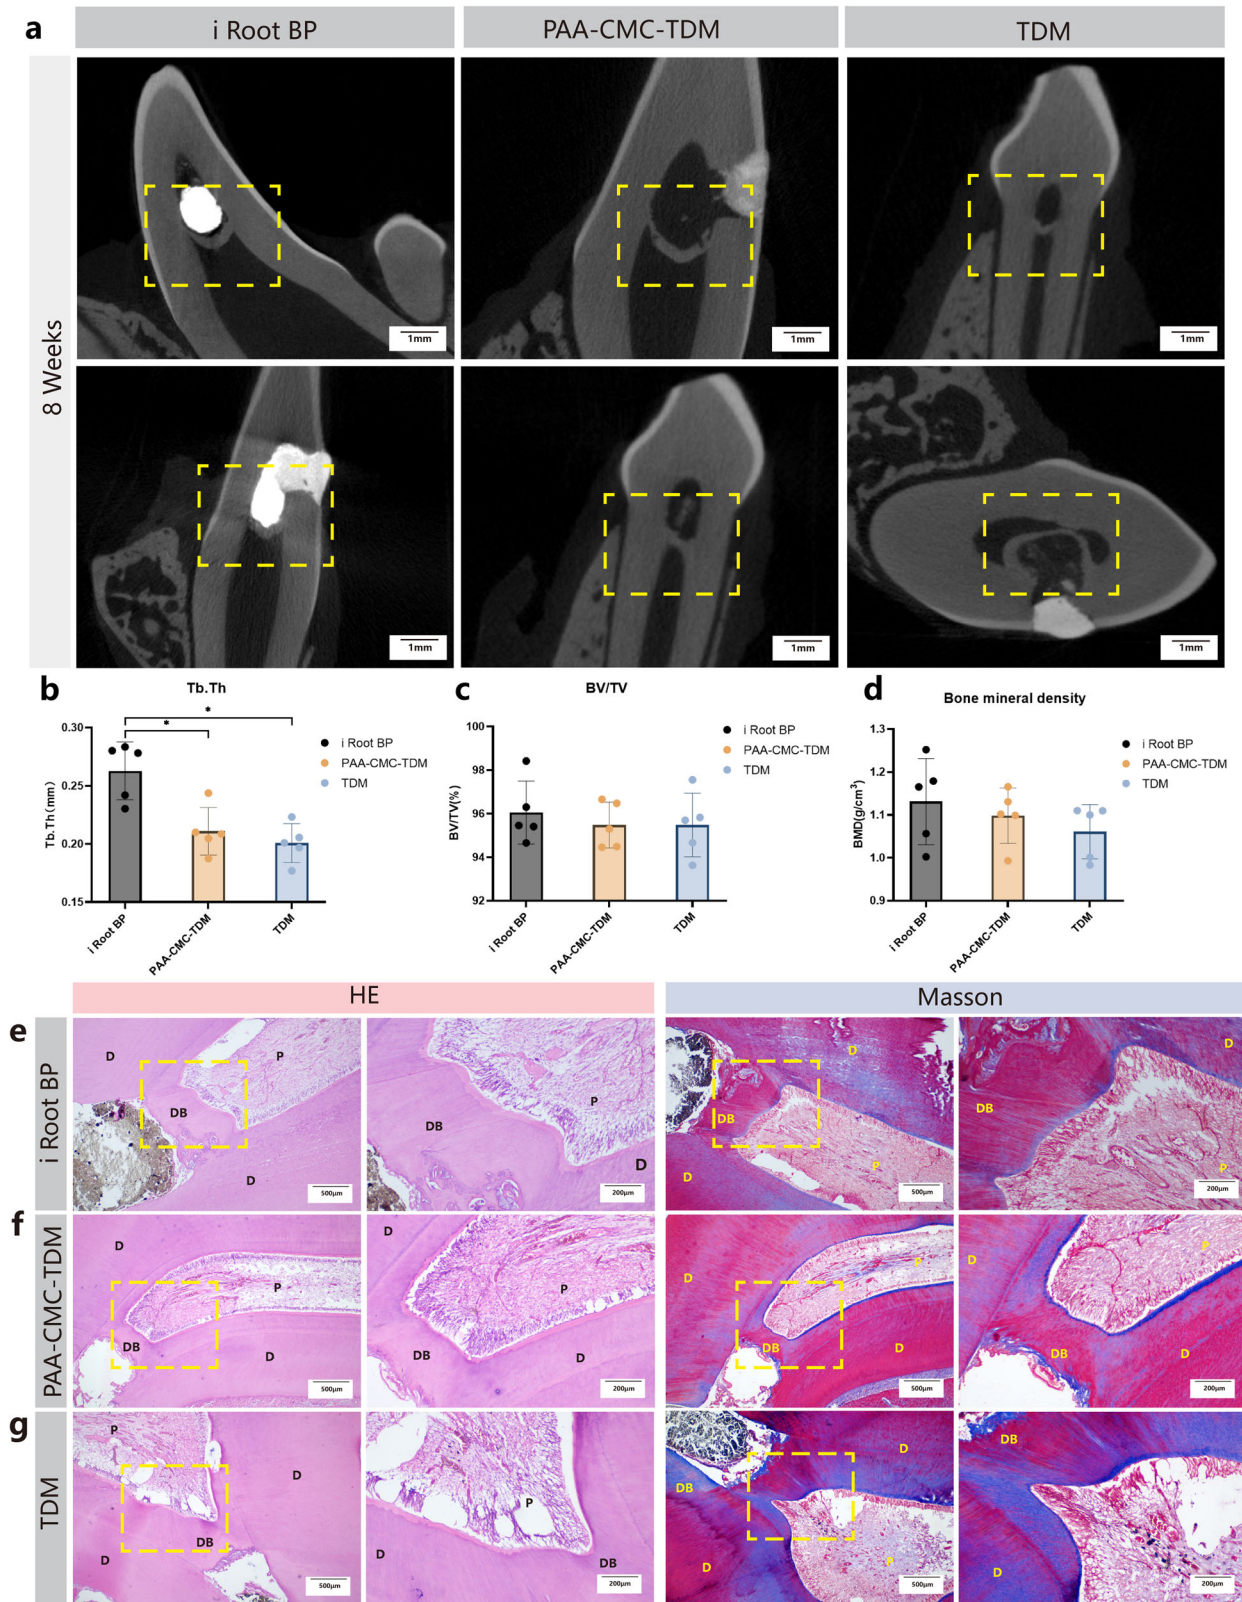 a
i Root BP
PAA-CMC-TDM
TDM
8 Weeks
1mm
1mm
1mm
1mm
1mm
1mm
b
Tb.Th
*
*
Tb.Th(mm)
0.30
0.25
0.20
0.15
i Root BP
PAA-CMC-TDM
TDM
i Root BP
PAA-CMC-TDM
TDM
c
BV/TV
BV/TV(%)
100
98
96
94
92
i Root BP
PAA-CMC-TDM
TDM
i Root BP
PAA-CMC-TDM
TDM
d
Bone mineral density
BMD(g/cm³)
1.3
1.2
1.1
1.0
0.9
i Root BP
PAA-CMC-TDM
TDM
i Root BP
PAA-CMC-TDM
TDM
HE
Masson
e
i Root BP
D
P
DB
D
500μm
P
DB
D
200μm
D
DB
P
D
500μm
D
DB
P
200μm
f
PAA-CMC-TDM
D
P
DB
D
500μm
D
P
DB
D
200μm
D
P
DB
D
500μm
P
D
DB
D
200μm
g
TDM
P
D
DB
D
500μm
P
D
DB
200μm
D
DB
D
P
500μm
DB
D
P
200μm